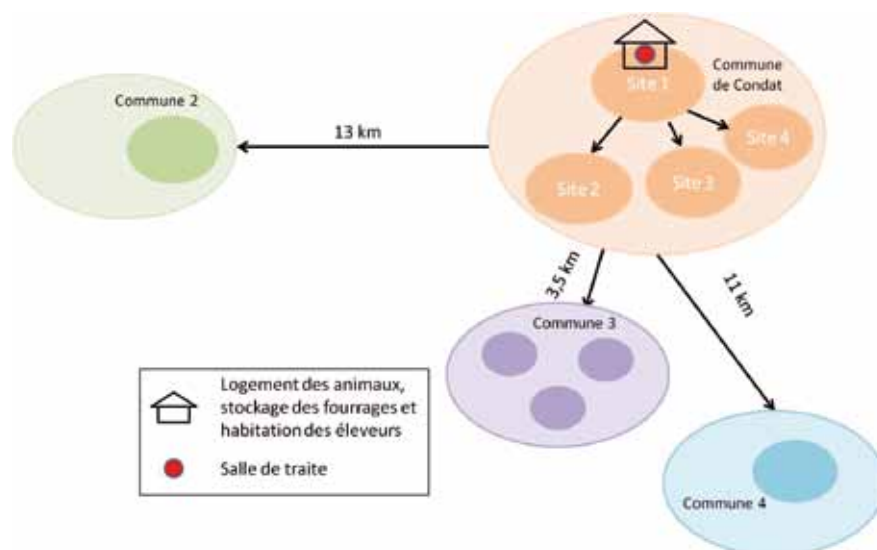 Commune
de Condat
Site 1
Commune 2
13 km
Site 4
Site 3
Site 2
3,5 km
11 km
Commune 3
Logement des animaux,
stockage des fourrages et
habitation des éleveurs
Salle de traite
Commune 4